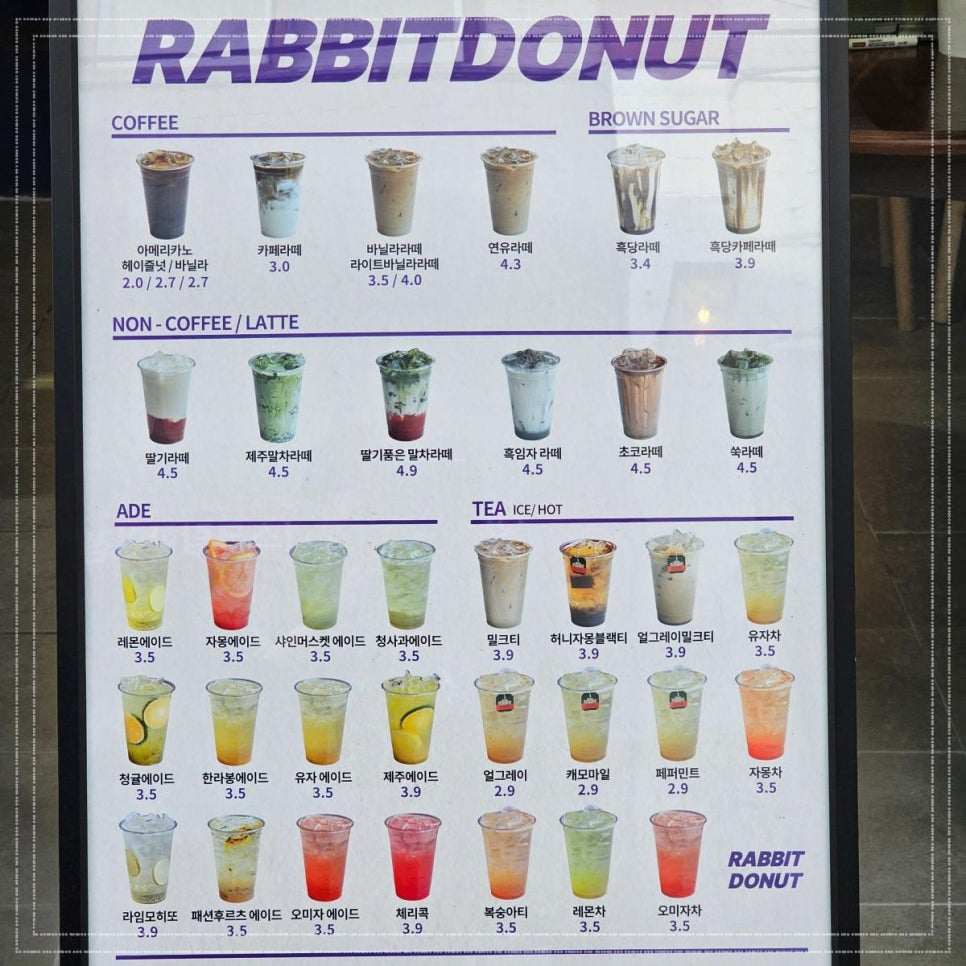 RABBITDONUT
COFFEE
아메리카노
헤이즐넛 / 바닐라
2.0 / 2.7 / 2.7
카페라떼
3.0
바닐라라떼
라이트바닐라라떼
3.5 / 4.0
연유라떼
4.3
BROWN SUGAR
흑당라떼
3.4
흑당카페라떼
3.9
NON - COFFEE / LATTE
딸기라떼
4.5
제주말차라떼
4.5
딸기품은 말차라떼
4.9
흑임자 라떼
4.5
초코라떼
4.5
쑥라떼
4.5
ADE
레몬에이드
3.5
자몽에이드
3.5
샤인머스켓 에이드
3.5
청사과에이드
3.5
청귤에이드
3.5
한라봉에이드
3.5
유자 에이드
3.5
제주에이드
3.9
라임모히또
3.9
패션후르츠 에이드
3.5
오미자 에이드
3.5
체리콕
3.9
TEA ICE/ HOT
밀크티
3.9
허니자몽블랙티
3.9
얼그레이밀크티
3.9
유자차
3.5
얼그레이
2.9
캐모마일
2.9
페퍼민트
2.9
자몽차
3.5
복숭아티
3.5
레몬차
3.5
오미자차
3.5
RABBIT
DONUT